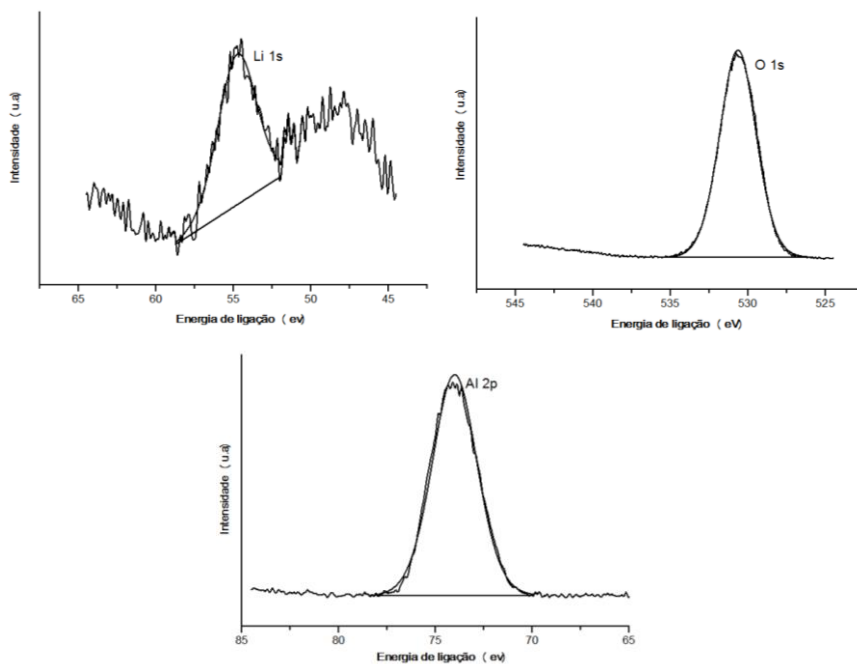 Intensidade ( u.a)
Li 1s
65 60 55 50 45
Energia de ligação ( ev)
Intensidade ( u.a)
O 1s
545 540 535 530 525
Energia de ligação ( eV)
Intensidade ( u.a)
Al 2p
85 80 75 70 65
Energia de ligação ( ev)